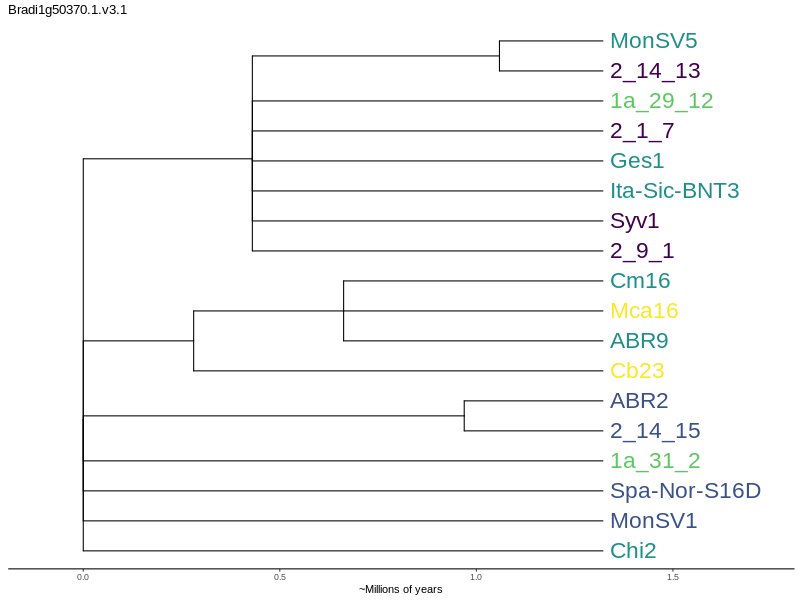 Bradi1g50370.1.v3.1
MonSV5
2_14_13
1a_29_12
2_1_7
Ges1
Ita-Sic-BNT3
Syv1
2_9_1
Cm16
Mca16
ABR9
Cb23
ABR2
2_14_15
1a_31_2
Spa-Nor-S16D
MonSV1
Chi2
0.0 0.5 1.0 1.5
~Millions of years